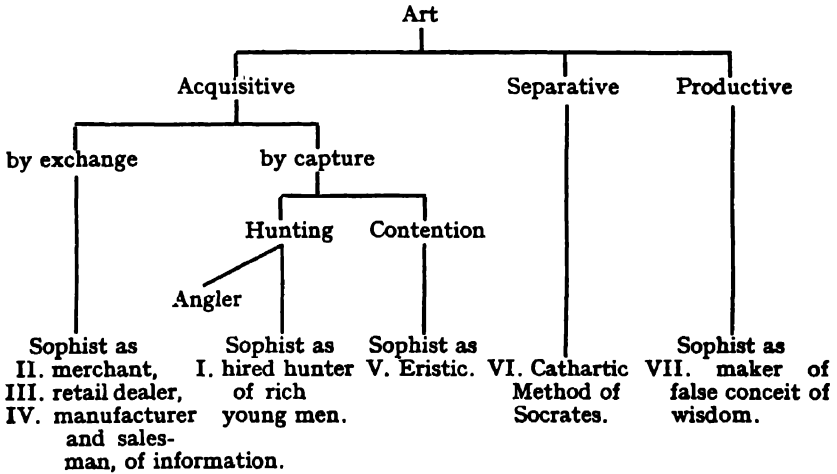 Art
Acquisitive Separative Productive
by exchange by capture
Hunting Contention
Angler
Sophist as
II. merchant,
III. retail dealer,
IV. manufacturer
and sales-
man, of information.
Sophist as
I. hired hunter
of rich
young men.
Sophist as
V. Eristic.
VI. Cathartic
Method of
Socrates.
Sophist as
VII. maker of
false conceit of
wisdom.